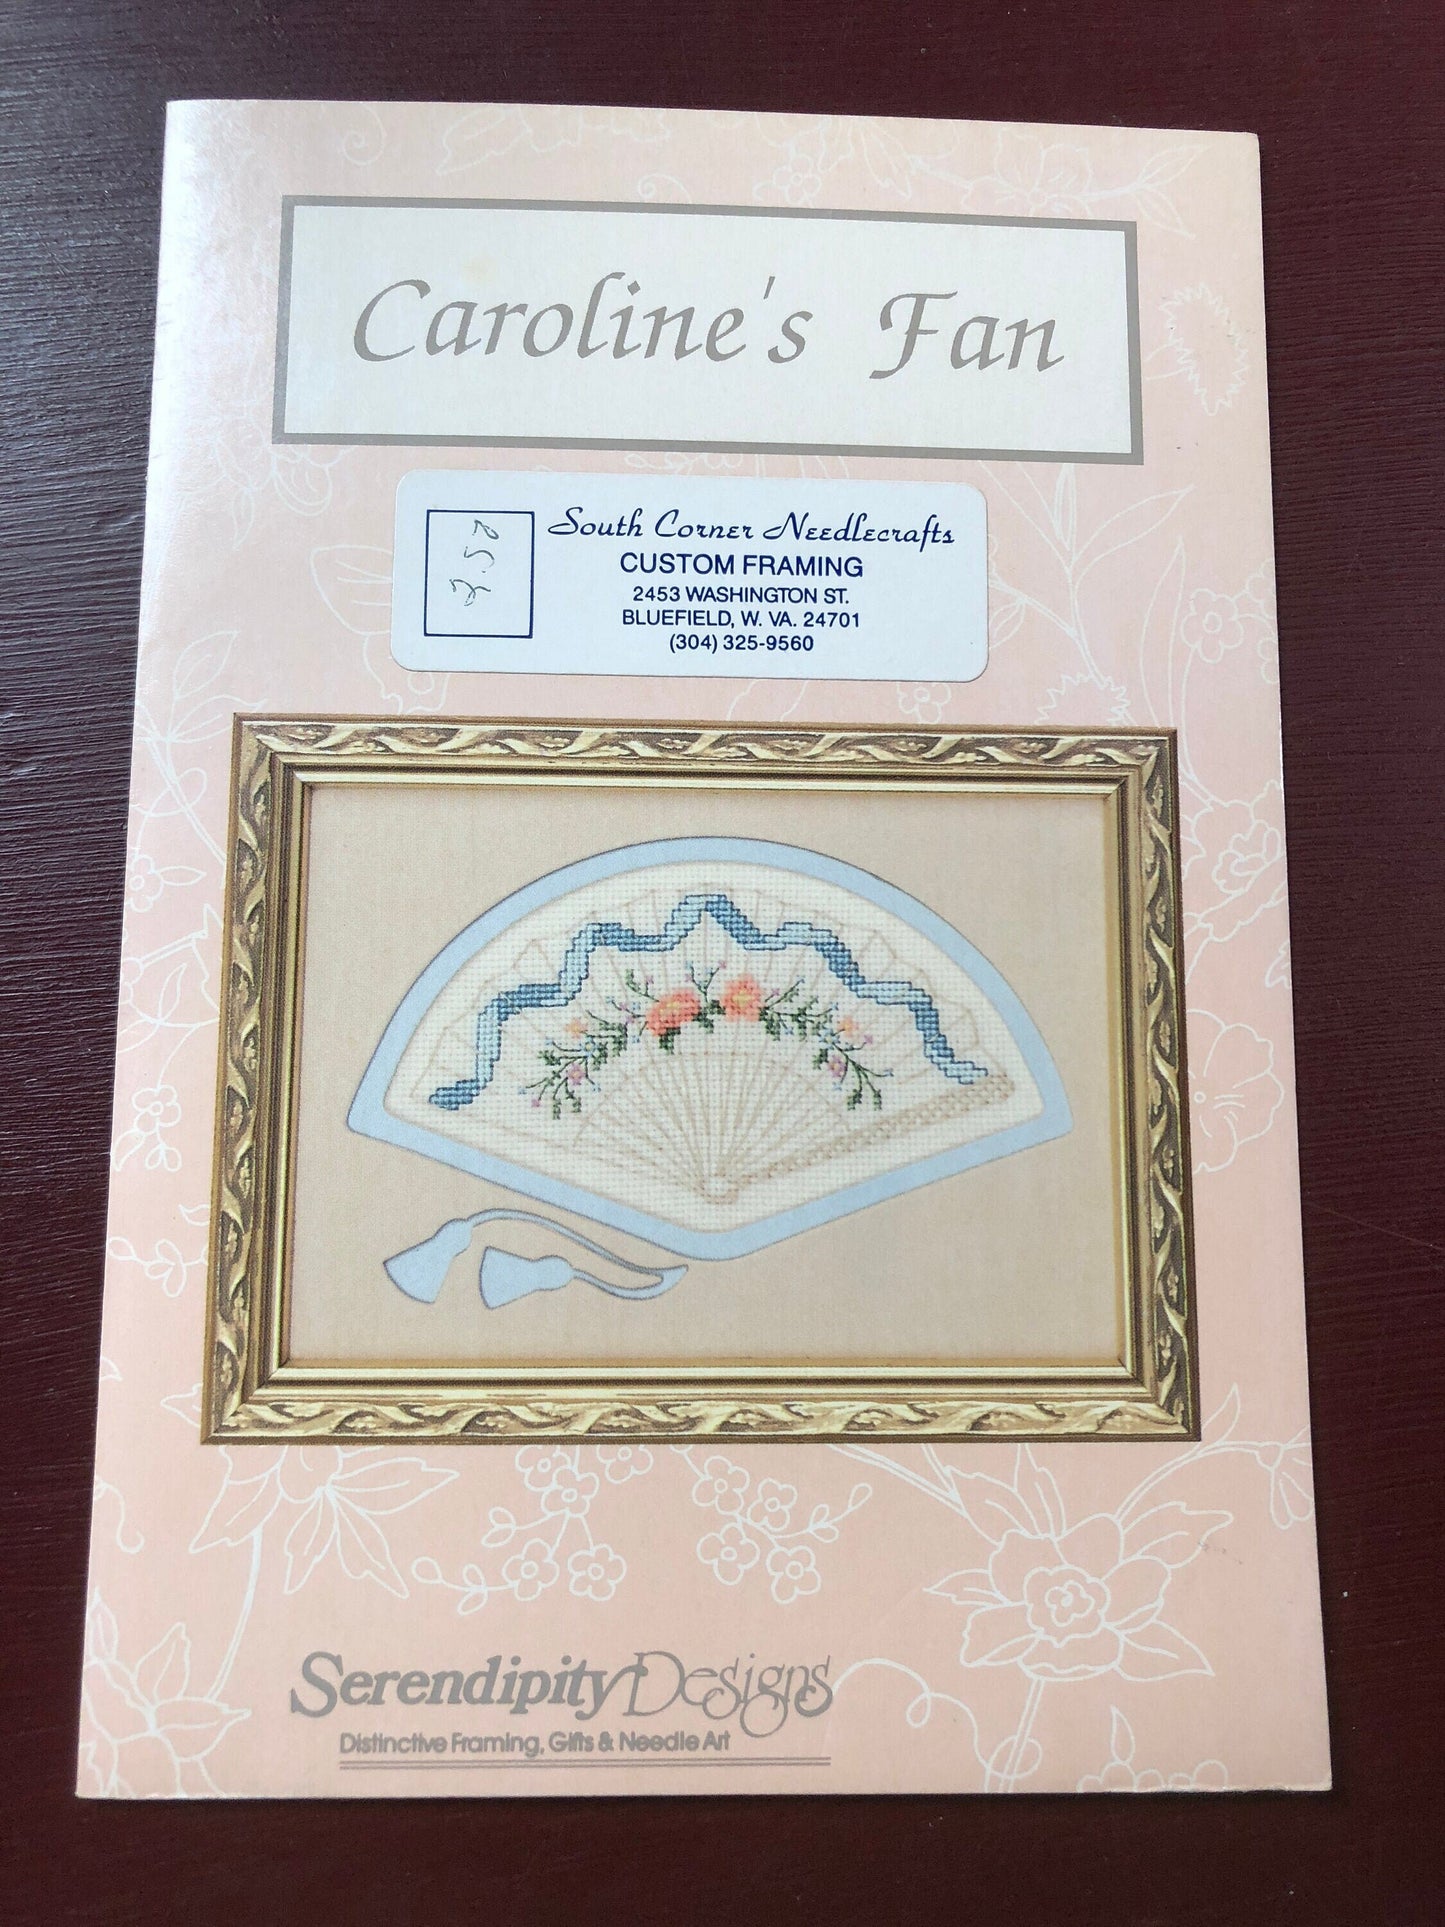 Caroline's Fan
South Corner Needlecrafts
CUSTOM FRAMING
2453 WASHINGTON ST.
BLUEFIELD, W. VA. 24701
(304) 325-9560
Serendipity Designs
Distinctive Framing, Gifts & Needle Art